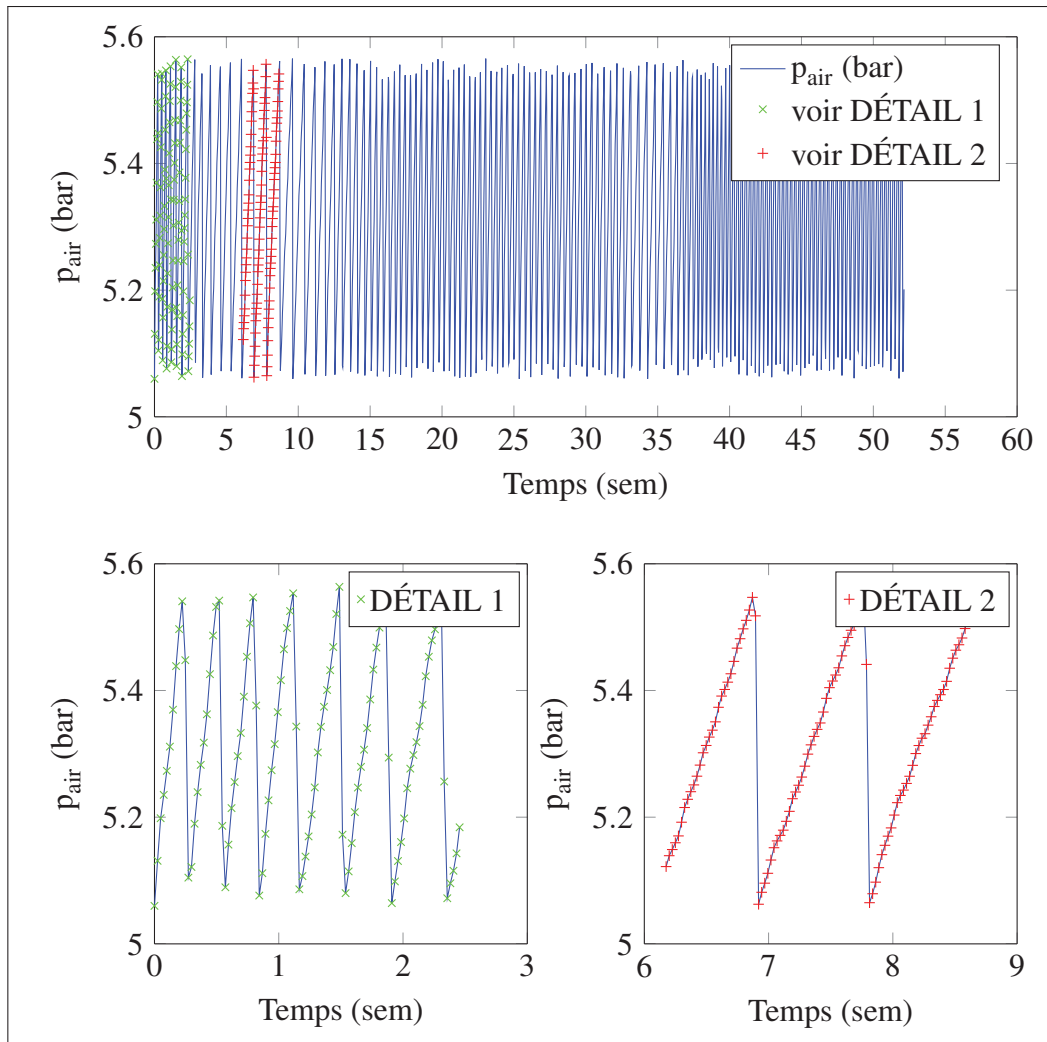 5.6
5.4
5.2
5
p_air (bar)
p_air (bar)
voir DÉTAIL 1
voir DÉTAIL 2
0 5 10 15 20 25 30 35 40 45 50 55 60
Temps (sem)
5.6
5.4
5.2
5
p_air (bar)
DÉTAIL 1
0 1 2 3
Temps (sem)
5.6
5.4
5.2
5
p_air (bar)
DÉTAIL 2
6 7 8 9
Temps (sem)